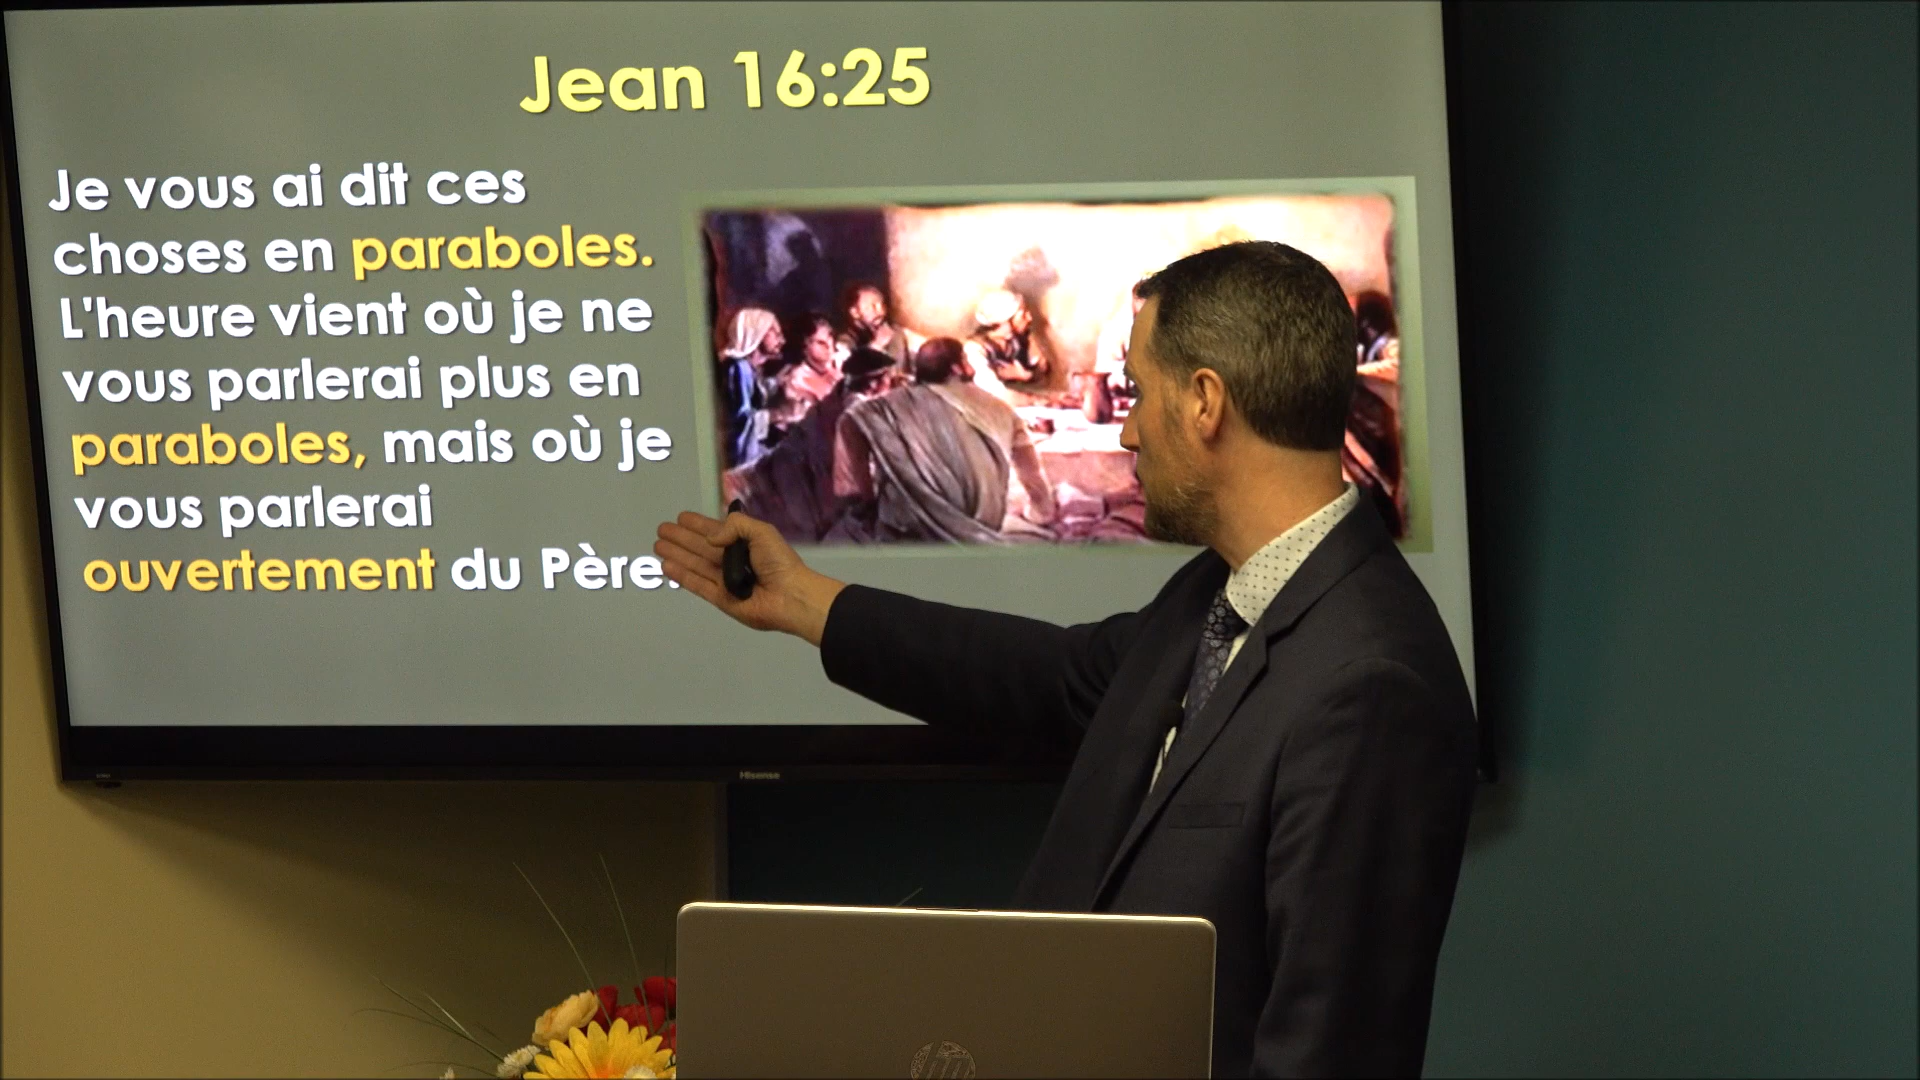 Jean 16:25
Je vous ai dit ces
choses en paraboles.
L'heure vient où je ne
vous parlerai plus en
paraboles, mais où je
vous parlerai
ouvertement du Père.
Hisense